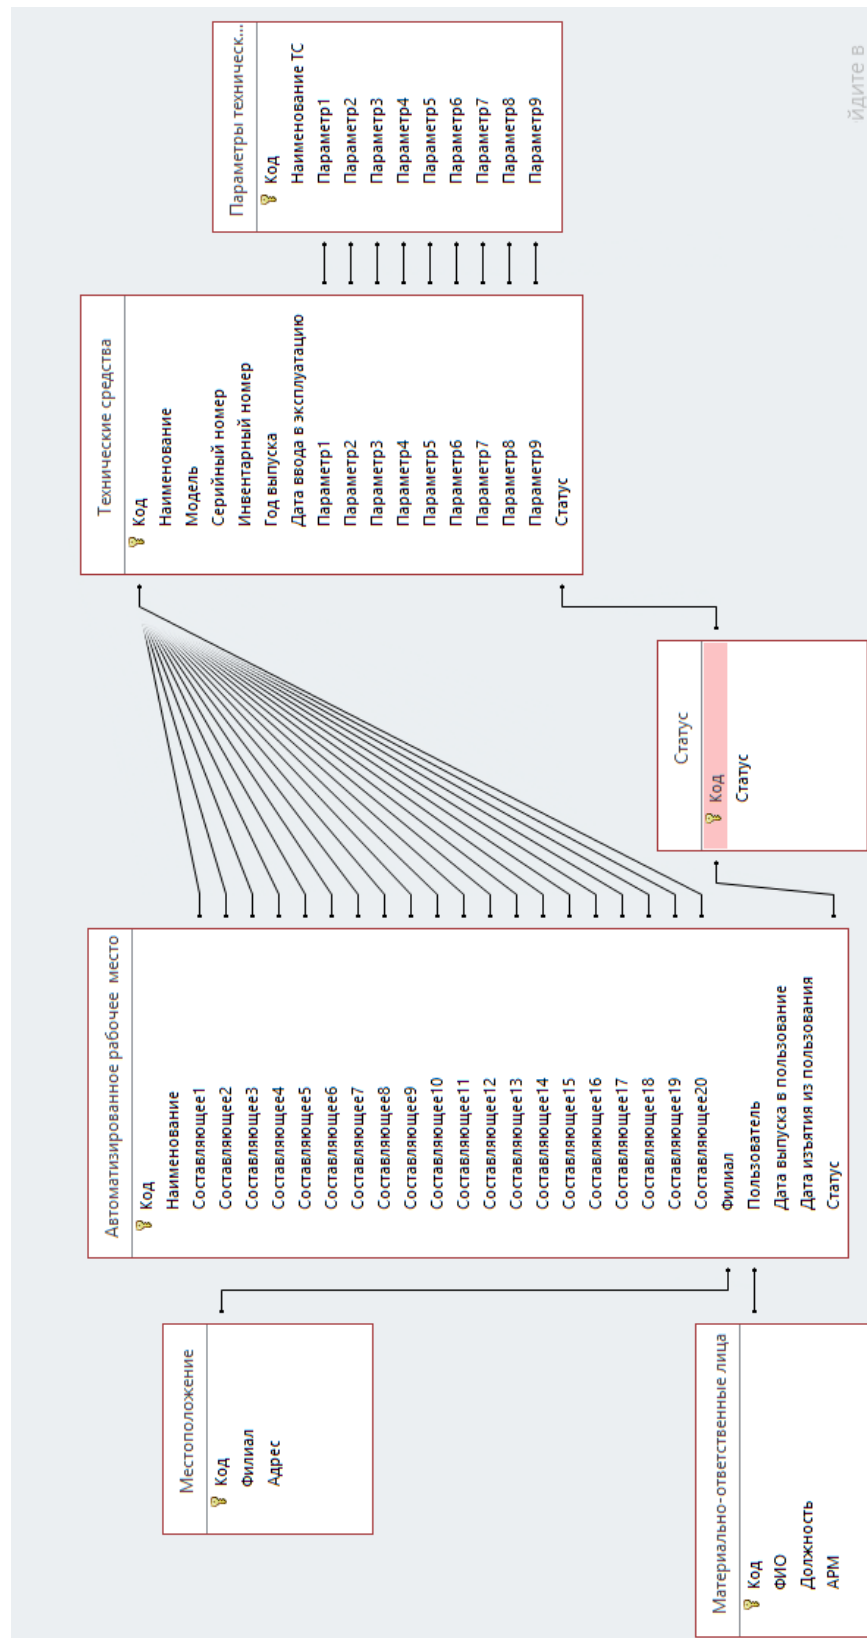 Местоположение
Код
Филиал
Адрес
Материально-ответственные лица
Код
ФИО
Должность
АРМ
Автоматизированное рабочее место
Код
Наименование
Составляющее1
Составляющее2
Составляющее3
Составляющее4
Составляющее5
Составляющее6
Составляющее7
Составляющее8
Составляющее9
Составляющее10
Составляющее11
Составляющее12
Составляющее13
Составляющее14
Составляющее15
Составляющее16
Составляющее17
Составляющее18
Составляющее19
Составляющее20
Филиал
Пользователь
Дата выпуска в пользование
Дата изъятия из пользования
Статус
Статус
Код
Статус
Технические средства
Код
Наименование
Модель
Серийный номер
Инвентарный номер
Год выпуска
Дата ввода в эксплуатацию
Параметр1
Параметр2
Параметр3
Параметр4
Параметр5
Параметр6
Параметр7
Параметр8
Параметр9
Статус
Параметры техническ...
Код
Наименование ТС
Параметр1
Параметр2
Параметр3
Параметр4
Параметр5
Параметр6
Параметр7
Параметр8
Параметр9
йдите в